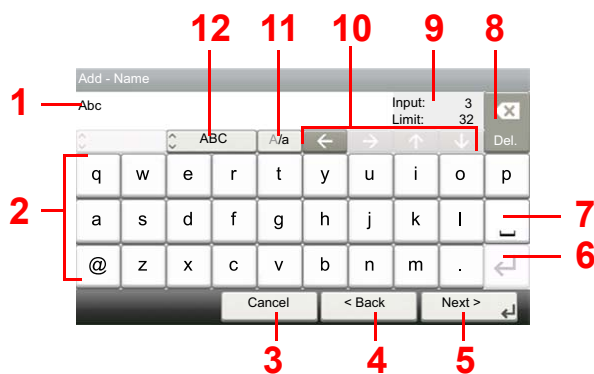 12 11 10 9 8
Add - Name
1 Abc Input: 3
Limit: 32
ABC A/a ← → ↑ ↓ Del.
2
q w e r t y u i o p
a s d f g h j k l 7
@ z x c v b n m . 6
Cancel < Back Next >
3 4 5